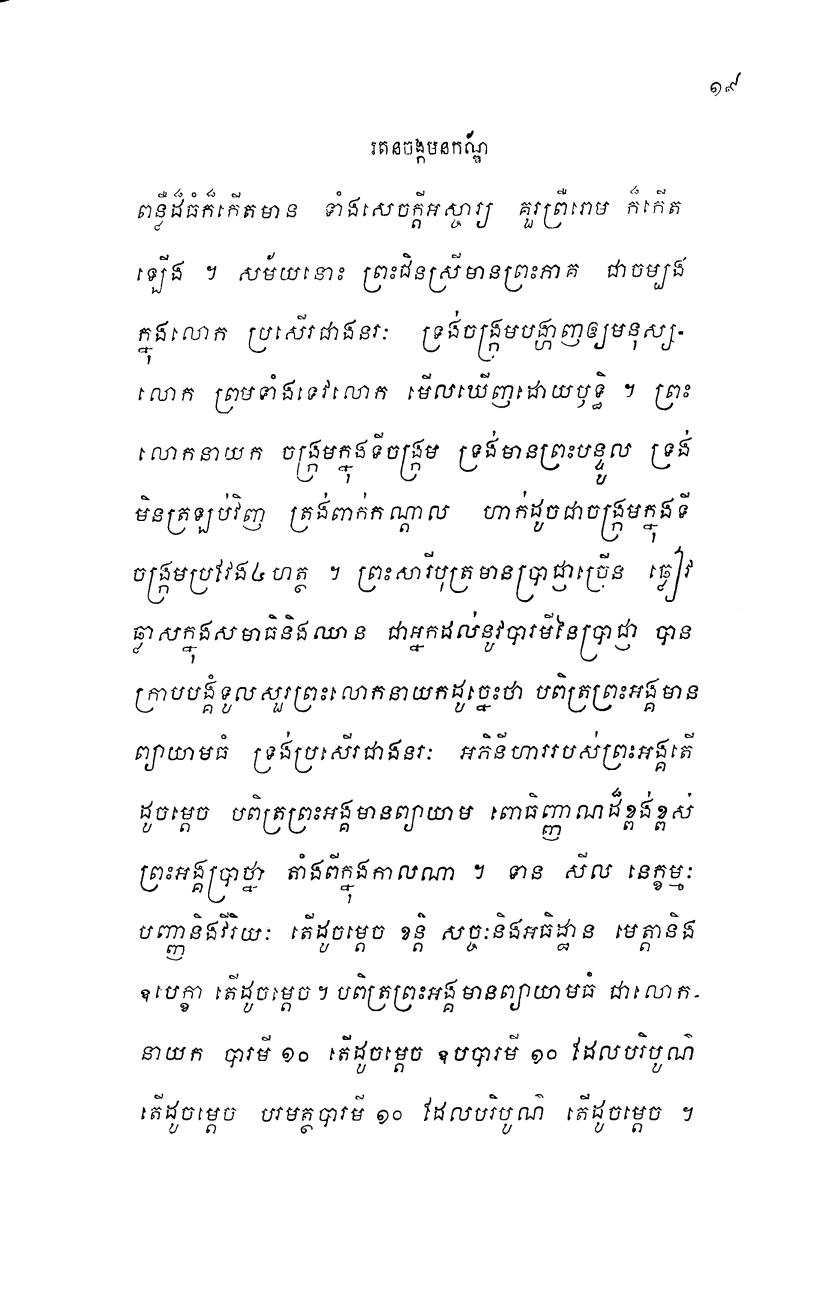 ១៩
រតនចង្កមនកណ្ឌ
ពន្លឺដ៏ធំក៏កើតមាន ទាំងសេចក្តីអស្ចារ្យ គួរព្រឺរោម ក៏កើត
ឡើង ។ សម័យនោះ ព្រះជិនស្រីមានព្រះភាគ ជាចម្បង
ក្នុងលោក ប្រសើរជាងនរៈ ទ្រង់ចង្ក្រមបង្ហាញឲ្យមនុស្ស-
លោក ព្រមទាំងទេវលោក មើលឃើញដោយឫទ្ធិ ។ ព្រះ
លោកនាយក ចង្ក្រមក្នុងទីចង្ក្រម ទ្រង់មានព្រះបន្ទូល ទ្រង់
មិនត្រឡប់វិញ ត្រង់ពាក់កណ្តាល ហាក់ដូចជាចង្ក្រមក្នុងទី
ចង្ក្រមប្រវែង៤ហត្ថ ។ ព្រះសារីបុត្រមានប្រាជ្ញាច្រើន ឆ្លៀវ
ឆ្លាសក្នុងសមាធិនិងឈាន ជាអ្នកដល់នូវបារមីនៃប្រាជ្ញា បាន
ក្រាបបង្គំទូលសួរព្រះលោកនាយកដូច្នេះថា បពិត្រព្រះអង្គមាន
ព្យាយាមធំ ទ្រង់ប្រសើរជាងនរៈ អភិនីហាររបស់ព្រះអង្គតើ
ដូចម្តេច បពិត្រព្រះអង្គមានព្យាយាម ពោធិញ្ញាណដ៏ខ្ពង់ខ្ពស់
ព្រះអង្គប្រាថ្នា តាំងពីក្នុងកាលណា ។ ទាន សីល នេក្ខម្មៈ
បញ្ញានិងវីរិយៈ តើដូចម្តេច ខន្តិ សច្ចៈនិងអធិដ្ឋាន មេត្តានិង
ឧបេក្ខា តើដូចម្តេច ។ បពិត្រព្រះអង្គមានព្យាយាមធំ ជាលោក-
នាយក បារមី ១០ តើដូចម្តេច ឧបបារមី ១០ ដែលបរិបូណ៌
តើដូចម្តេច បរមត្ថបារមី ១០ ដែលបរិបូណ៌ តើដូចម្តេច ។